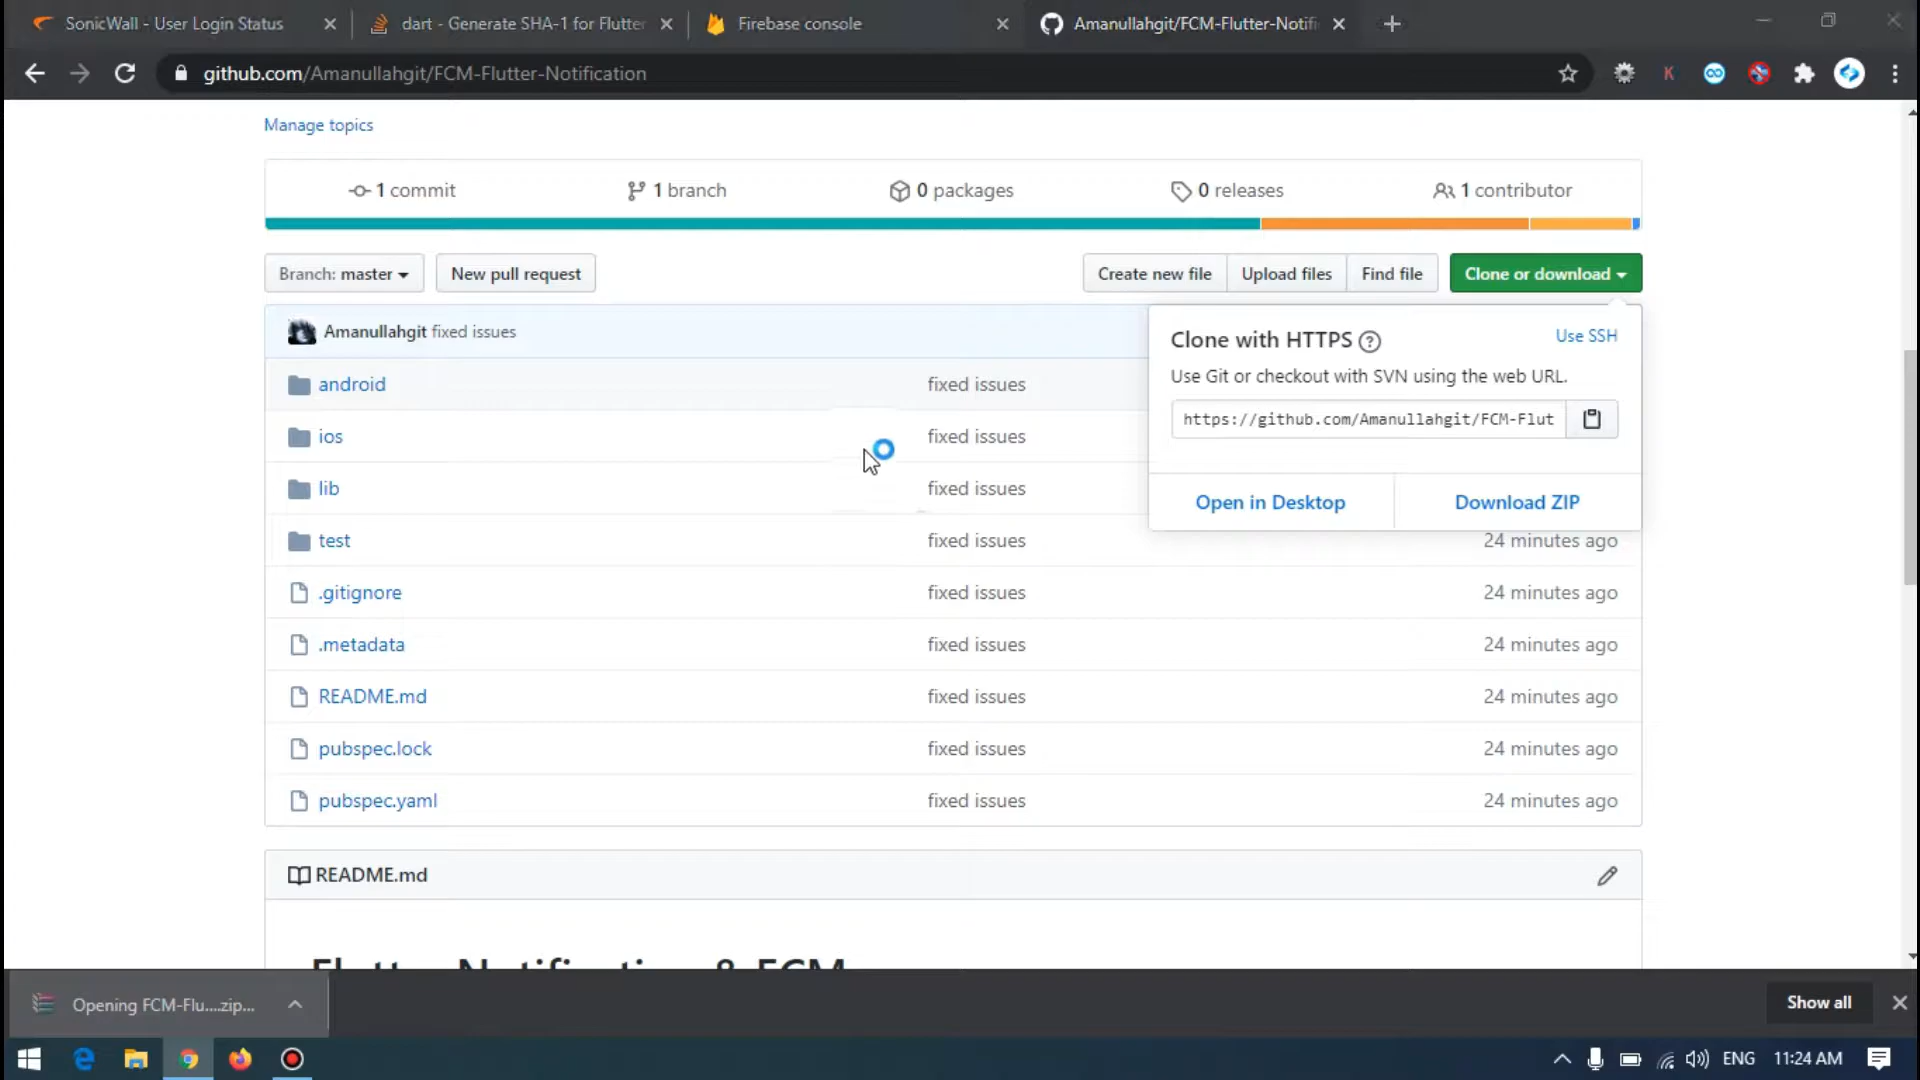 SonicWall - User Login Status
dart - Generate SHA-1 for Flutter
Firebase console
Amanullahgit/FCM-Flutter-Notifi
github.com/Amanullahgit/FCM-Flutter-Notification
Manage topics
1 commit
1 branch
0 packages
0 releases
1 contributor
Branch: master
New pull request
Create new file
Upload files
Find file
Clone or download
Amanullahgit fixed issues
Clone with HTTPS
Use SSH
Use Git or checkout with SVN using the web URL.
https://github.com/Amanullahgit/FCM-Flut
Open in Desktop
Download ZIP
android fixed issues
ios fixed issues
lib fixed issues
test fixed issues 24 minutes ago
.gitignore fixed issues 24 minutes ago
.metadata fixed issues 24 minutes ago
README.md fixed issues 24 minutes ago
pubspec.lock fixed issues 24 minutes ago
pubspec.yaml fixed issues 24 minutes ago
README.md
Flutter Notification & FCM
Opening FCM-Flu....zip...
Show all
ENG
11:24 AM